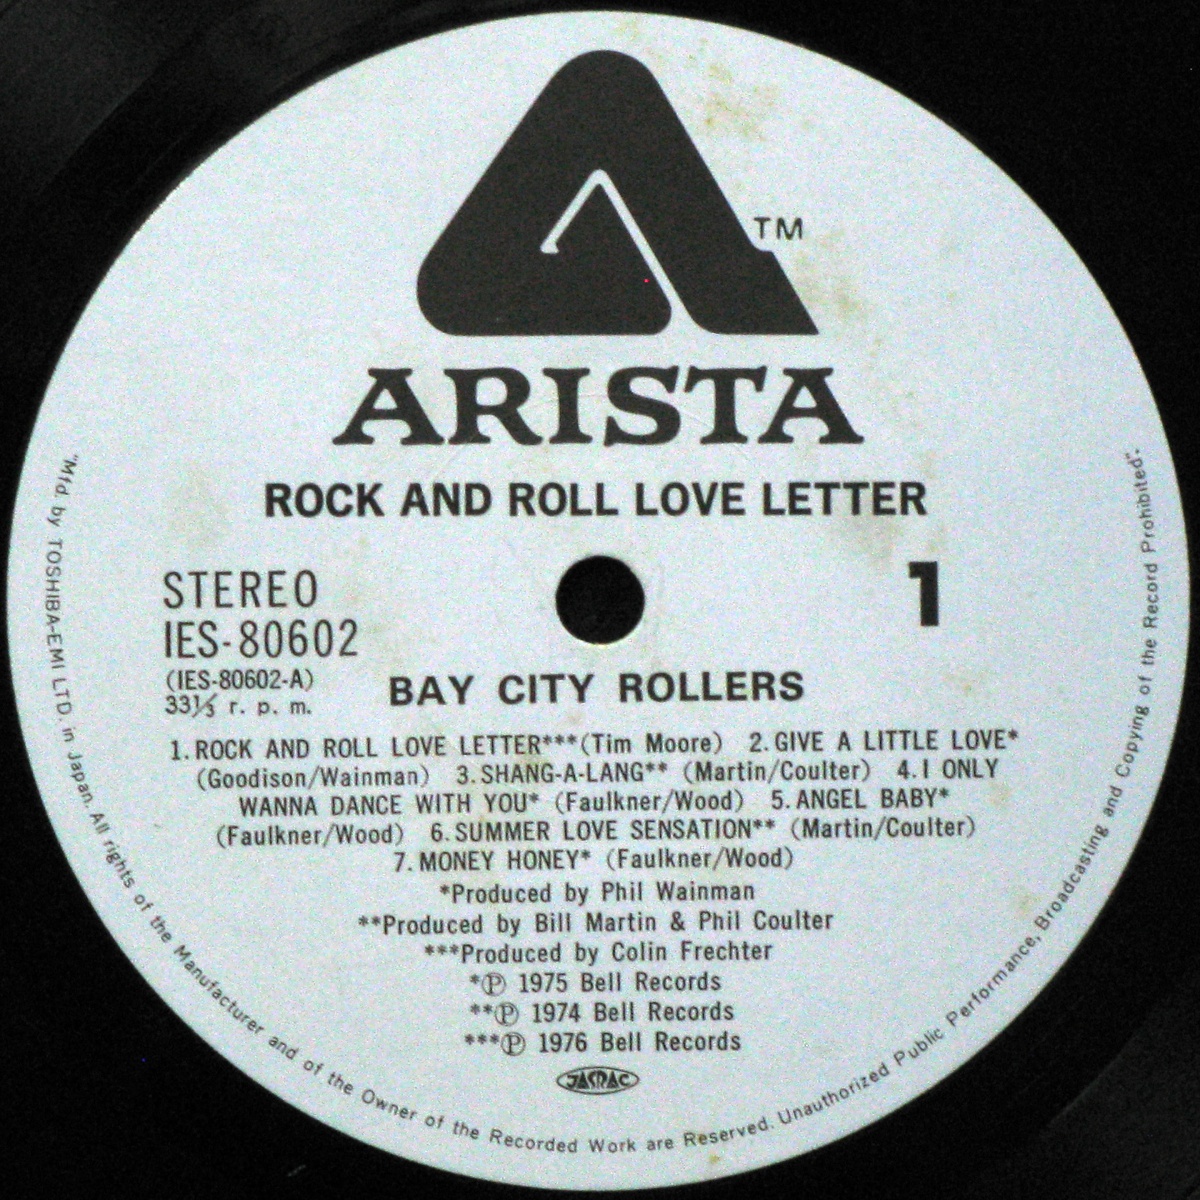 TM
ARISTA
ROCK AND ROLL LOVE LETTER
STEREO
1
IES-80602
(IES-80602-A)
33⅓ r. p. m.
BAY CITY ROLLERS
1. ROCK AND ROLL LOVE LETTER***(Tim Moore) 2. GIVE A LITTLE LOVE*
(Goodison/Wainman) 3. SHANG-A-LANG** (Martin/Coulter) 4. I ONLY
WANNA DANCE WITH YOU* (Faulkner/Wood) 5. ANGEL BABY*
(Faulkner/Wood) 6. SUMMER LOVE SENSATION** (Martin/Coulter)
7. MONEY HONEY* (Faulkner/Wood)
*Produced by Phil Wainman
**Produced by Bill Martin & Phil Coulter
***Produced by Colin Frechter
*℗ 1975 Bell Records
**℗ 1974 Bell Records
***℗ 1976 Bell Records
JASRAC
"Mfd. by TOSHIBA-EMI LTD. in Japan. All rights of the Manufacturer and of the Owner of the Recorded Work are Reserved. Unauthorized Public Performance, Broadcasting and Copying of the Record Prohibited".